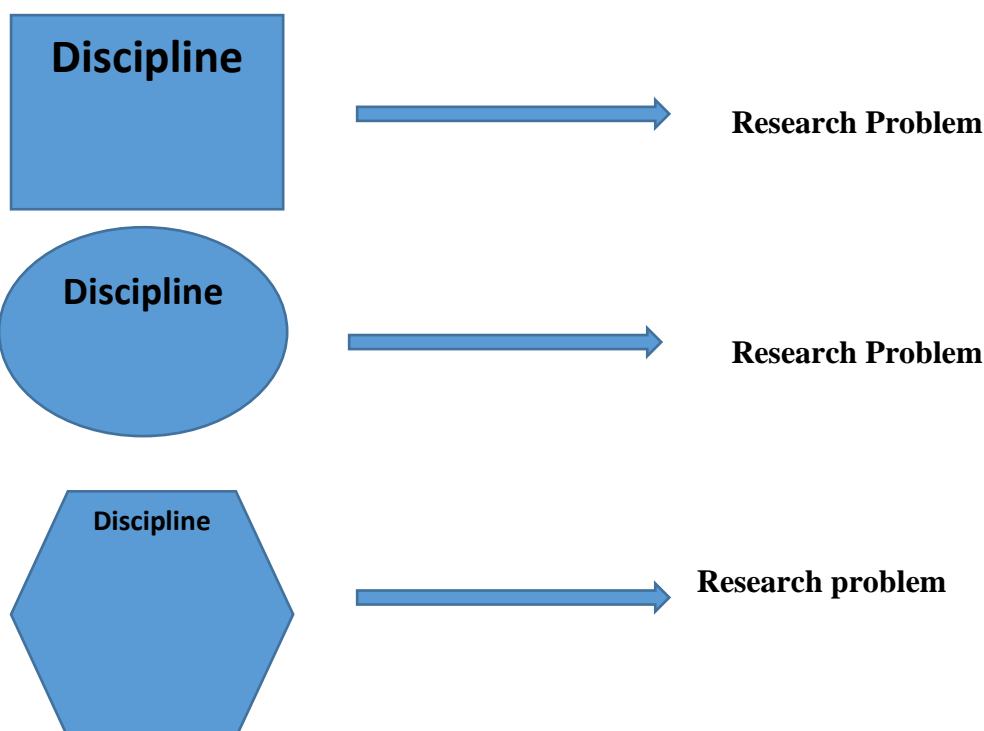 Discipline
Research Problem
Discipline
Research Problem
Discipline
Research problem